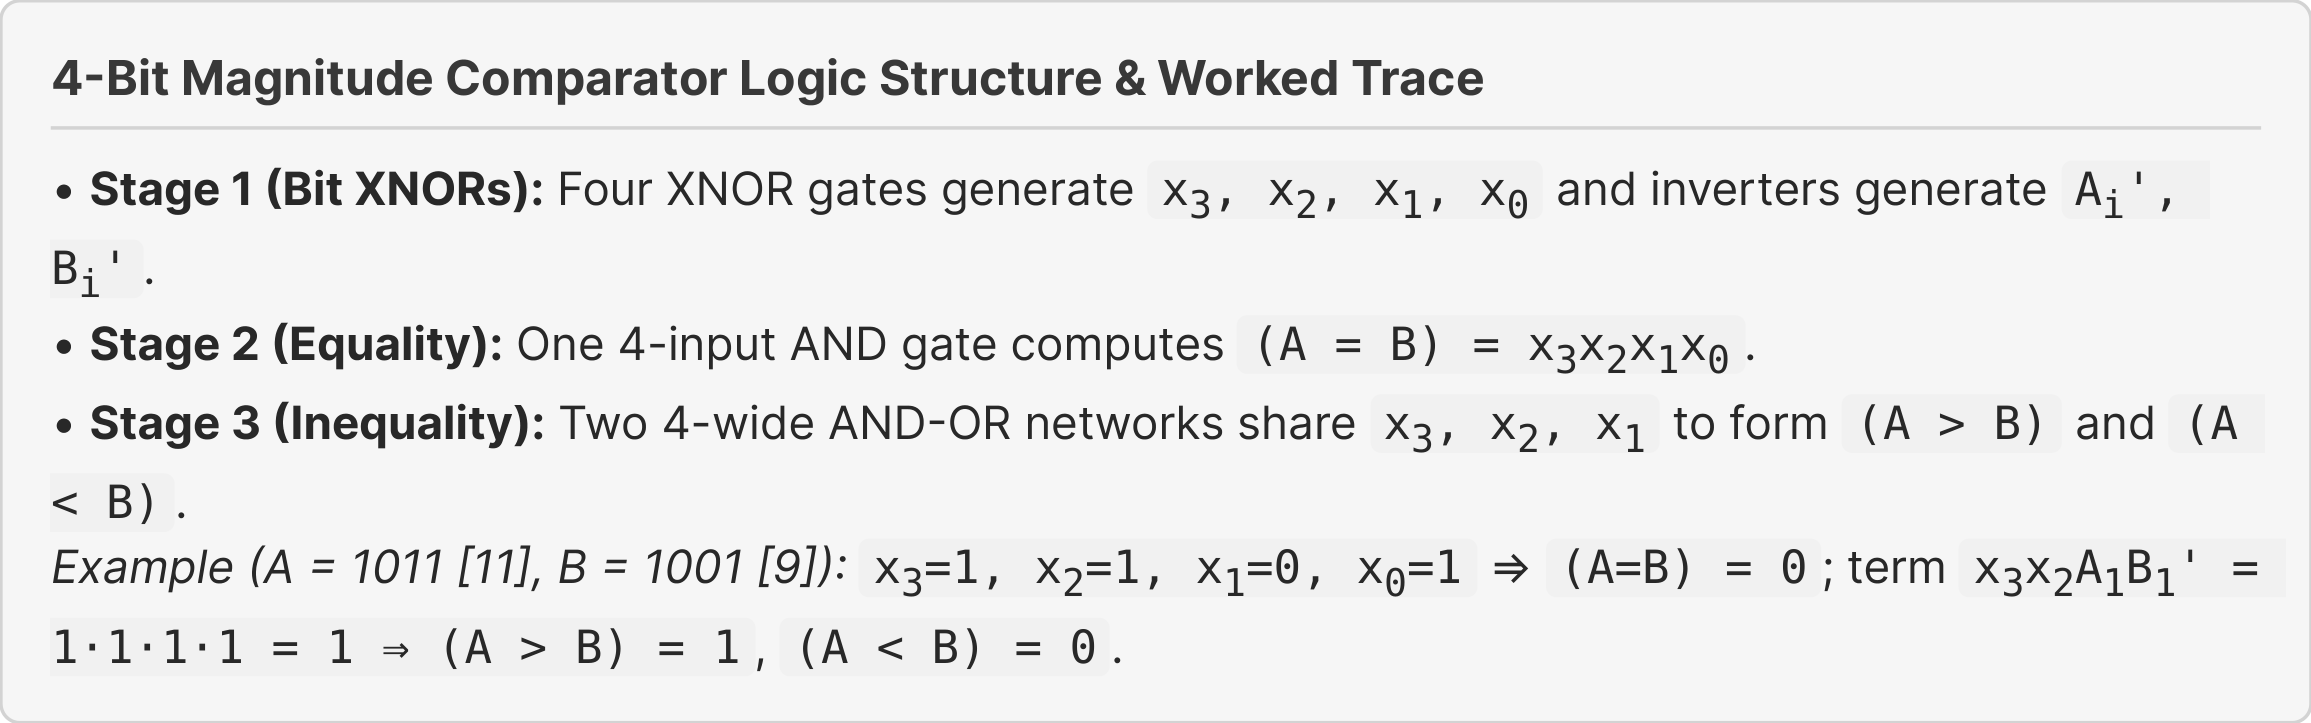 4-Bit Magnitude Comparator Logic Structure & Worked Trace
• Stage 1 (Bit XNORs): Four XNOR gates generate x₃, x₂, x₁, x₀ and inverters generate Aᵢ',
Bᵢ'.
• Stage 2 (Equality): One 4-input AND gate computes (A = B) = x₃x₂x₁x₀.
• Stage 3 (Inequality): Two 4-wide AND-OR networks share x₃, x₂, x₁ to form (A > B) and (A
< B).
Example (A = 1011 [11], B = 1001 [9]): x₃=1, x₂=1, x₁=0, x₀=1 ⇒ (A=B) = 0; term x₃x₂A₁B₁' =
1·1·1·1 = 1 ⇒ (A > B) = 1, (A < B) = 0.